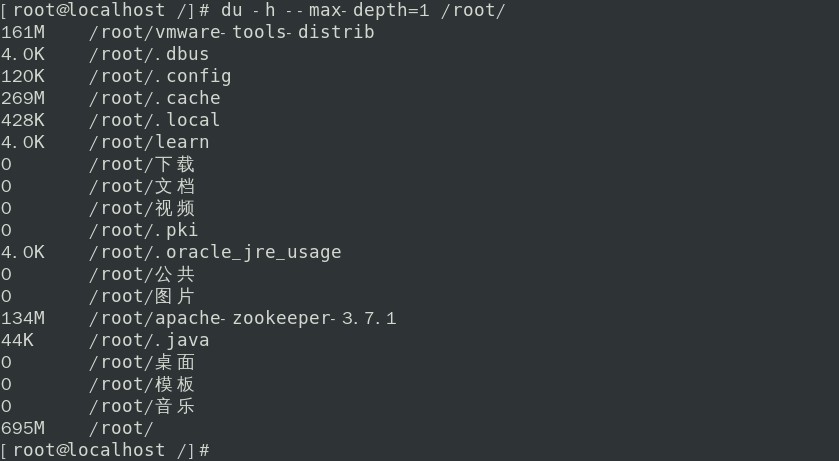 [root@localhost /]# du -h --max-depth=1 /root/
161M    /root/vmware-tools-distrib
4.0K    /root/.dbus
120K    /root/.config
269M    /root/.cache
428K    /root/.local
4.0K    /root/learn
0       /root/下载
0       /root/文档
0       /root/视频
0       /root/.pki
4.0K    /root/.oracle_jre_usage
0       /root/公共
0       /root/图片
134M    /root/apache-zookeeper-3.7.1
44K     /root/.java
0       /root/桌面
0       /root/模板
0       /root/音乐
695M    /root/
[root@localhost /]#